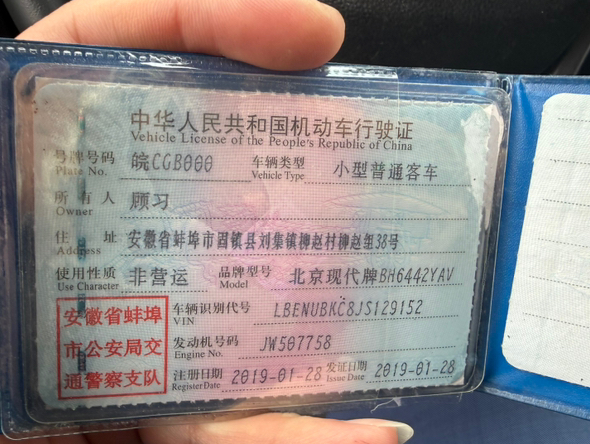 中华人民共和国机动车行驶证
Vehicle License of the People's Republic of China
号牌号码 皖CGB000 车辆类型 小型普通客车
Plate No. Vehicle Type
所有人 顾习
Owner
住址 安徽省蚌埠市固镇县刘集镇柳赵村柳赵组38号
Address
使用性质 非营运 品牌型号 北京现代牌BH6442YAV
Use Character Model
安徽省蚌埠
市公安局交
通警察支队
车辆识别代号 LBENUBKC8JS129152
VIN
发动机号码 JW507758
Engine No.
注册日期 2019-01-28 发证日期 2019-01-28
Register Date Issue Date